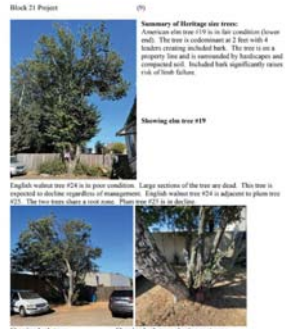 Block 21 Project (9)
Summary of Heritage size trees:
American elm tree #19 is in fair condition (lower
end). The tree is codominant at 2 feet with 4
leaders creating included bark. The tree is on a
property line and is surrounded by hardscapes and
compacted soil. Included bark significantly raises
risk of limb failure.
Showing elm tree #19
English walnut tree #24 is in poor condition. Large sections of the tree are dead. This tree is
expected to decline regardless of management. English walnut tree #24 is adjacent to plum tree
#25. The two trees share a root zone. Plum tree #25 is in decline.